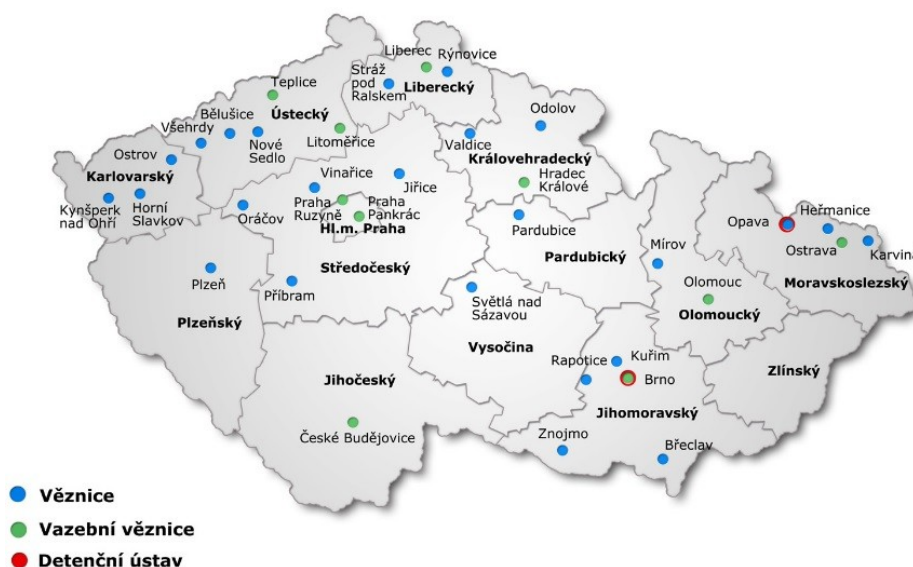 Liberec
Rýnovice
Stráž
pod
Ralskem
Liberecký
Teplice
Ústecký
Bělušice
Všehrdy
Nové
Sedlo
Litoměřice
Odolov
Valdice
Královehradecký
Hradec
Králové
Ostrov
Karlovarský
Kynšperk
nad Ohří
Horní
Slavkov
Vinařice
Jiřice
Oráčov
Praha
Ruzyně
Praha
Pankrác
Hl.m. Praha
Středočeský
Příbram
Plzeň
Plzeňský
Pardubice
Pardubický
Světlá nad
Sázavou
Vysočina
Mírov
Olomouc
Olomoucký
Opava
Heřmanice
Ostrava
Karviná
Moravskoslezský
Zlínský
Rapotice
Kuřim
Brno
Jihomoravský
Znojmo
Břeclav
Jihočeský
České Budějovice
Věznice
Vazební věznice
Detenční ústav